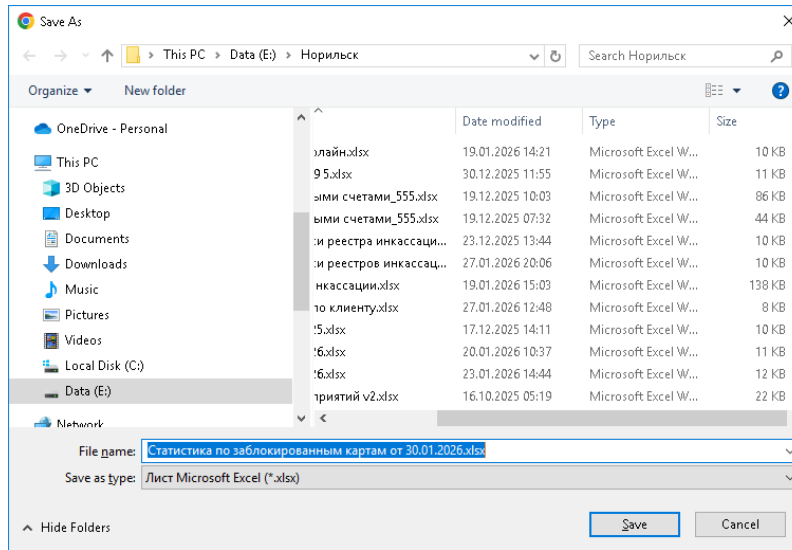 Save As
This PC > Data (E:) > Норильск
Search Норильск
Organize
New folder
Date modified Type Size
OneDrive - Personal
This PC
3D Objects
Desktop
Documents
Downloads
Music
Pictures
Videos
Local Disk (C:)
Data (E:)
Network
олайн.xlsx 19.01.2026 14:21 Microsoft Excel W... 10 KB
9 5.xlsx 30.12.2025 11:55 Microsoft Excel W... 11 KB
ыми счетами_555.xlsx 19.12.2025 10:03 Microsoft Excel W... 86 KB
ыми счетами_555.xlsx 19.12.2025 07:32 Microsoft Excel W... 44 KB
и реестра инкассаци... 23.12.2025 13:44 Microsoft Excel W... 10 KB
и реестров инкассац... 27.01.2026 20:06 Microsoft Excel W... 10 KB
нкассации.xlsx 19.01.2026 15:03 Microsoft Excel W... 138 KB
по клиенту.xlsx 27.01.2026 12:48 Microsoft Excel W... 8 KB
5.xlsx 17.12.2025 14:11 Microsoft Excel W... 10 KB
6.xlsx 20.01.2026 10:37 Microsoft Excel W... 11 KB
6.xlsx 23.01.2026 14:44 Microsoft Excel W... 12 KB
приятий v2.xlsx 16.10.2025 05:19 Microsoft Excel W... 22 KB
File name: Статистика по заблокированным картам от 30.01.2026.xlsx
Save as type: Лист Microsoft Excel (*.xlsx)
Hide Folders
Save
Cancel